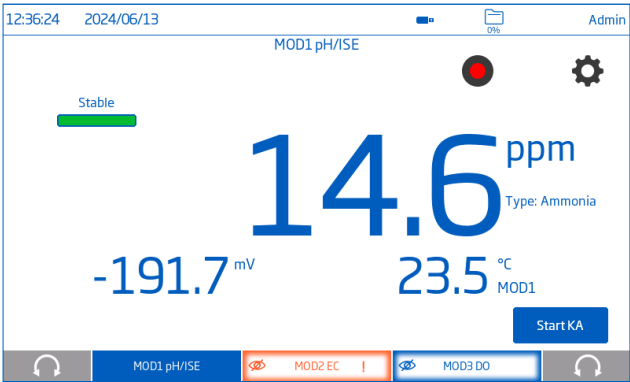 12:36:24 2024/06/13 0% Admin
MOD1 pH/ISE
Stable
14.6 ppm
Type: Ammonia
-191.7 mV 23.5 °C
MOD1
Start KA
MOD1 pH/ISE MOD2 EC ! MOD3 DO